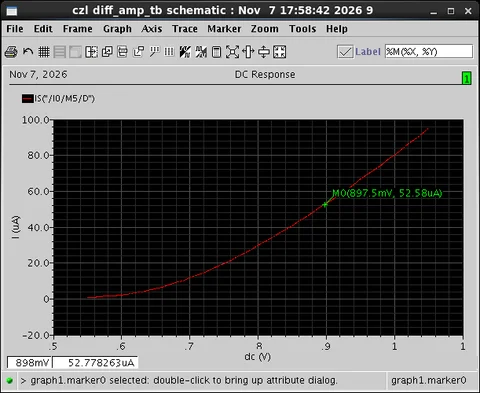 czl diff_amp_tb schematic : Nov 7 17:58:42 2026 9
File Edit Frame Graph Axis Trace Marker Zoom Tools Help
Label %M(%X, %Y)
Nov 7, 2026 DC Response 1
IS("/I0/M5/D")
100.0
80.0
60.0
40.0
20.0
0
-20.0
I (uA)
M0(897.5mV, 52.58uA)
.5 .6 .7 .8 .9 1 1.1
dc (V)
898mV 52.778263uA
> graph1.marker0 selected: double-click to bring up attribute dialog. graph1.marker0